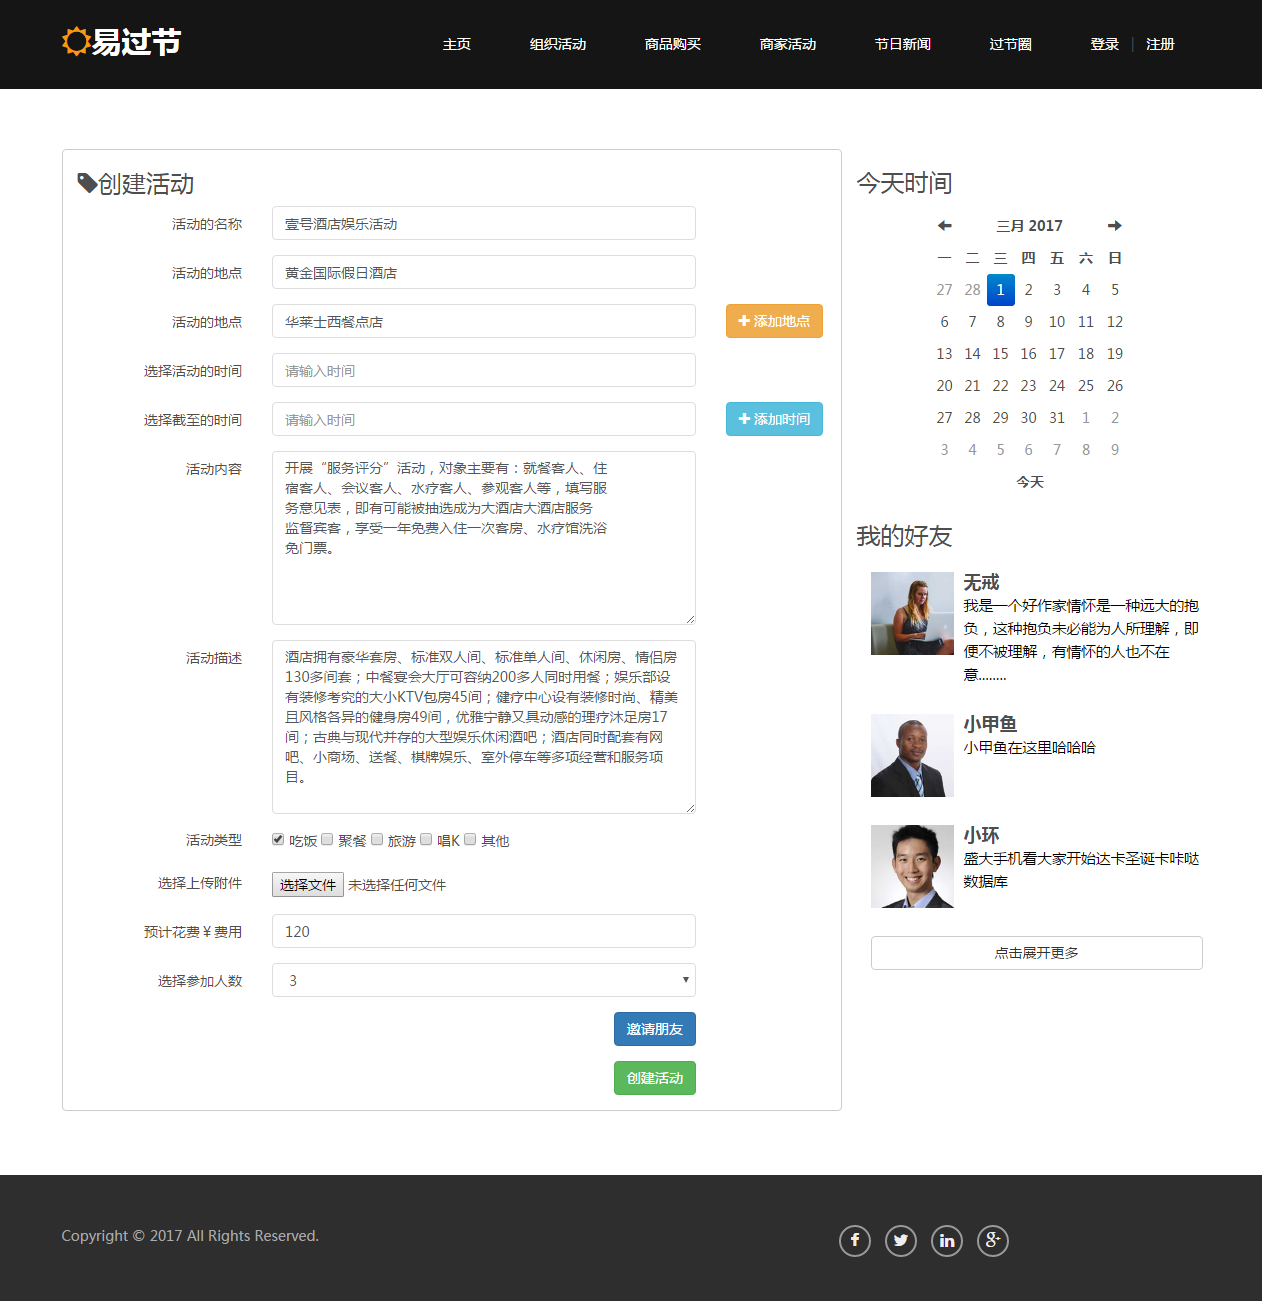 易过节
主页 组织活动 商品购买 商家活动 节日新闻 过节圈 登录 | 注册
创建活动
活动的名称 壹号酒店娱乐活动
活动的地点 黄金国际假日酒店
活动的地点 华莱士西餐点店 添加地点
选择活动的时间 请输入时间
选择截至的时间 请输入时间 添加时间
活动内容
开展“服务评分”活动，对象主要有：就餐客人、住
宿客人、会议客人、水疗客人、参观客人等，填写服
务意见表，即有可能被抽选成为大酒店大酒店服务
监督宾客，享受一年免费入住一次客房、水疗馆洗浴
免门票。
活动描述
酒店拥有豪华套房、标准双人间、标准单人间、休闲房、情侣房
130多间套；中餐宴会大厅可容纳200多人同时用餐；娱乐部设
有装修考究的大小KTV包房45间；健疗中心设有装修时尚、精美
且风格各异的健身房49间，优雅宁静又具动感的理疗沐足房17
间；古典与现代并存的大型娱乐休闲酒吧；酒店同时配套有网
吧、小商场、送餐、棋牌娱乐、室外停车等多项经营和服务项
目。
活动类型 吃饭 聚餐 旅游 唱K 其他
选择上传附件 选择文件 未选择任何文件
预计花费￥费用 120
选择参加人数 3
邀请朋友
创建活动
今天时间
三月 2017
一 二 三 四 五 六 日
27 28 1 2 3 4 5
6 7 8 9 10 11 12
13 14 15 16 17 18 19
20 21 22 23 24 25 26
27 28 29 30 31 1 2
3 4 5 6 7 8 9
今天
我的好友
无戒
我是一个好作家情怀是一种远大的抱
负，这种抱负未必能为人所理解，即
便不被理解，有情怀的人也不在
意........
小甲鱼
小甲鱼在这里哈哈哈
小环
盛大手机看大家开始达卡圣诞卡咔哒
数据库
点击展开更多
Copyright © 2017 All Rights Reserved.